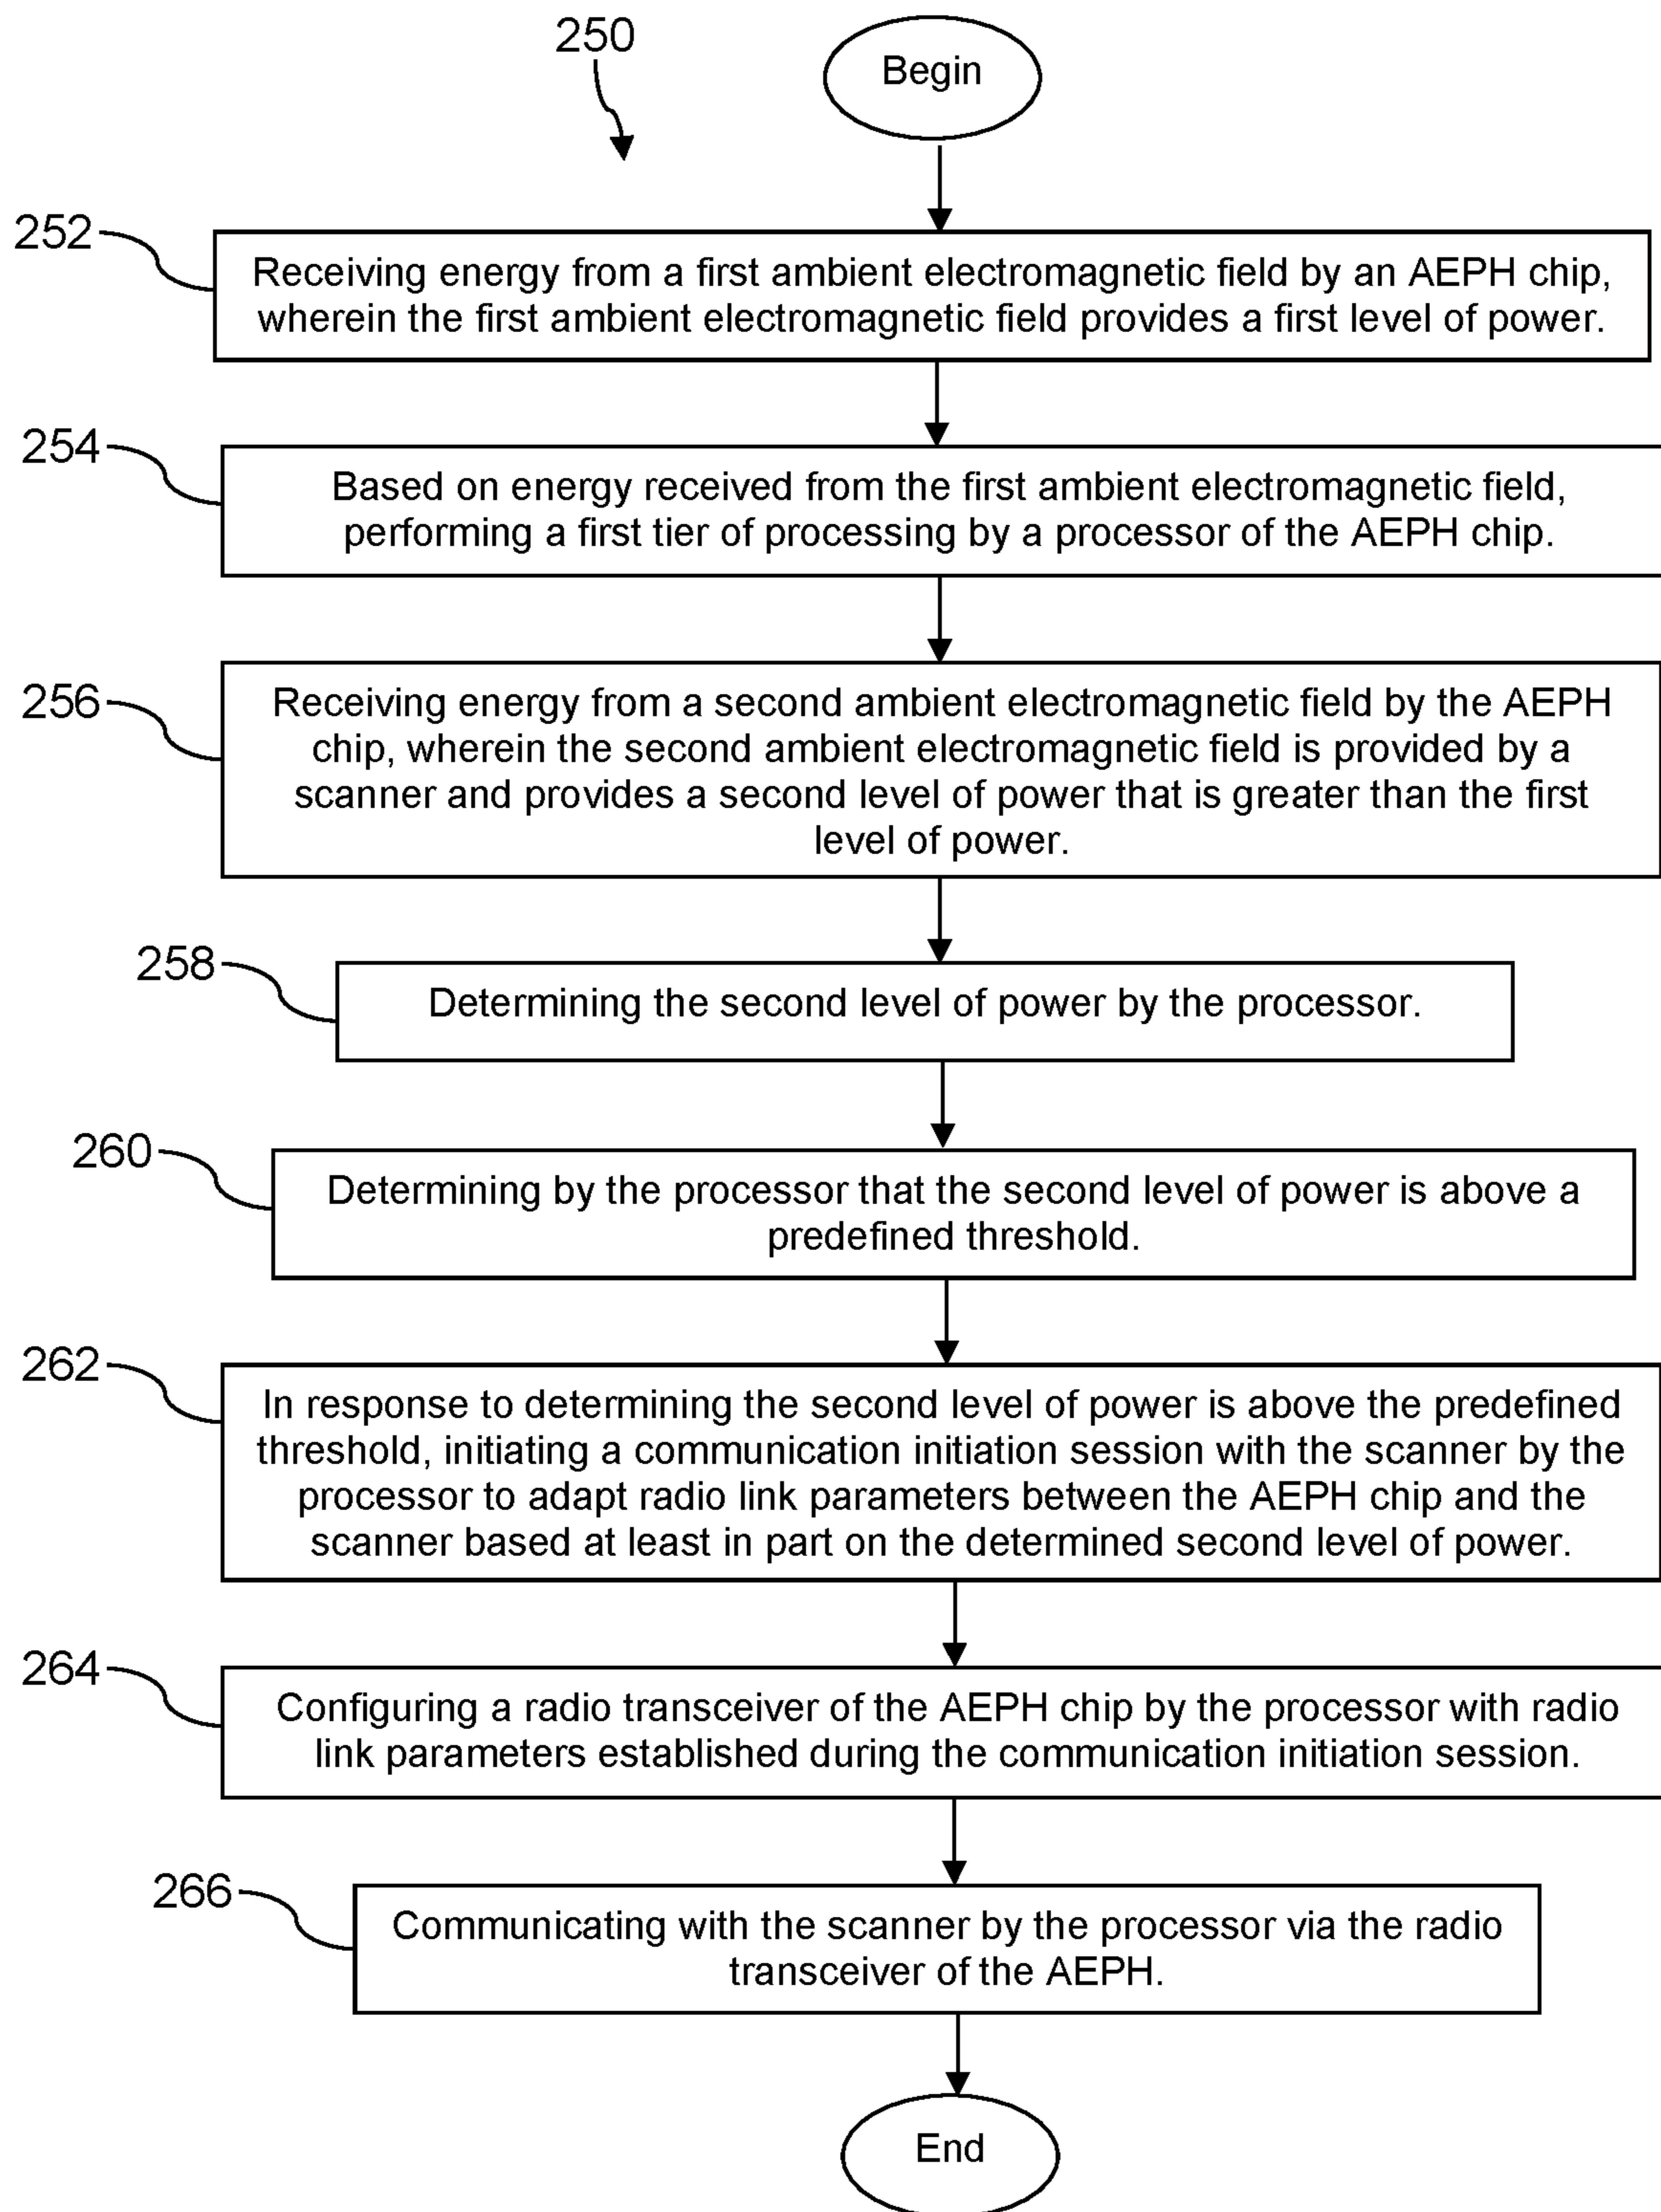 250
Begin
252
Receiving energy from a first ambient electromagnetic field by an AEPH chip,
wherein the first ambient electromagnetic field provides a first level of power.
254
Based on energy received from the first ambient electromagnetic field,
performing a first tier of processing by a processor of the AEPH chip.
256
Receiving energy from a second ambient electromagnetic field by the AEPH
chip, wherein the second ambient electromagnetic field is provided by a
scanner and provides a second level of power that is greater than the first
level of power.
258
Determining the second level of power by the processor.
260
Determining by the processor that the second level of power is above a
predefined threshold.
262
In response to determining the second level of power is above the predefined
threshold, initiating a communication initiation session with the scanner by the
processor to adapt radio link parameters between the AEPH chip and the
scanner based at least in part on the determined second level of power.
264
Configuring a radio transceiver of the AEPH chip by the processor with radio
link parameters established during the communication initiation session.
266
Communicating with the scanner by the processor via the radio
transceiver of the AEPH.
End